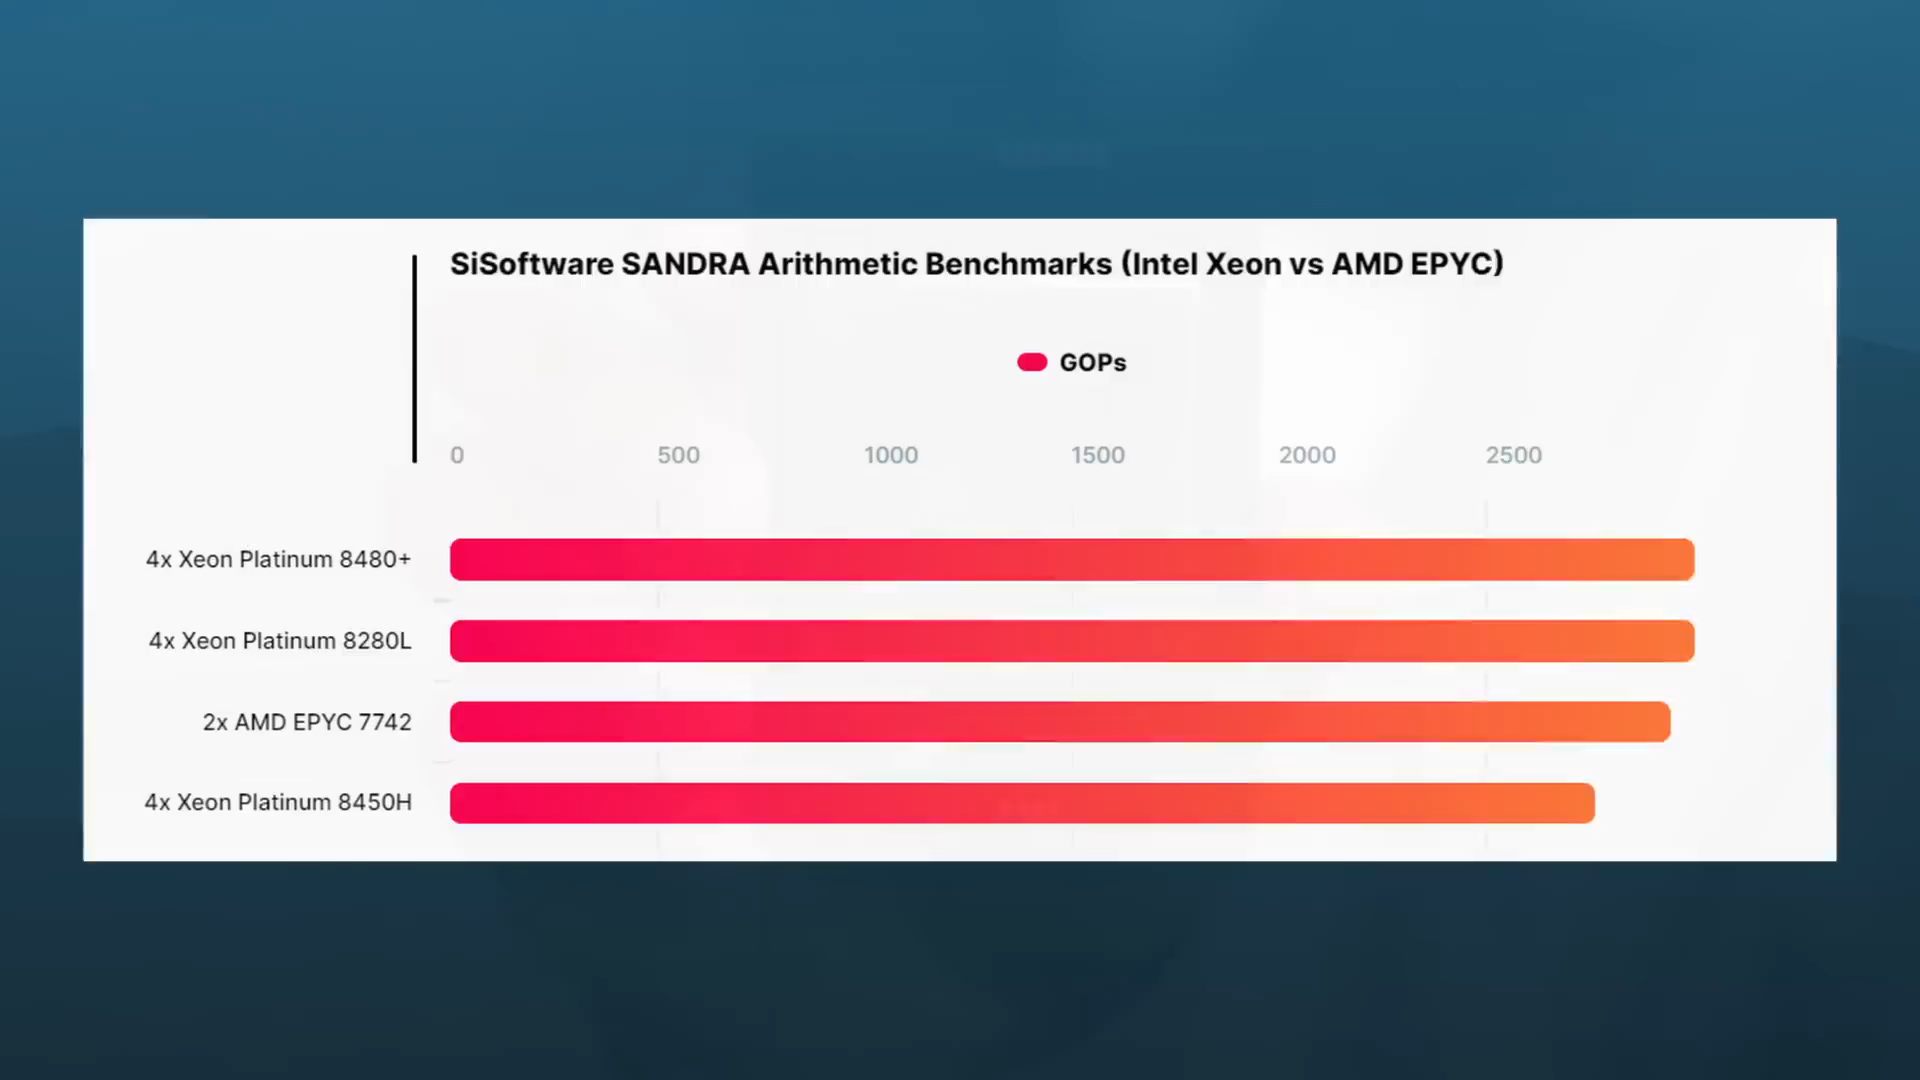 SiSoftware SANDRA Arithmetic Benchmarks (Intel Xeon vs AMD EPYC)
GOPs
0 500 1000 1500 2000 2500
4x Xeon Platinum 8480+
4x Xeon Platinum 8280L
2x AMD EPYC 7742
4x Xeon Platinum 8450H